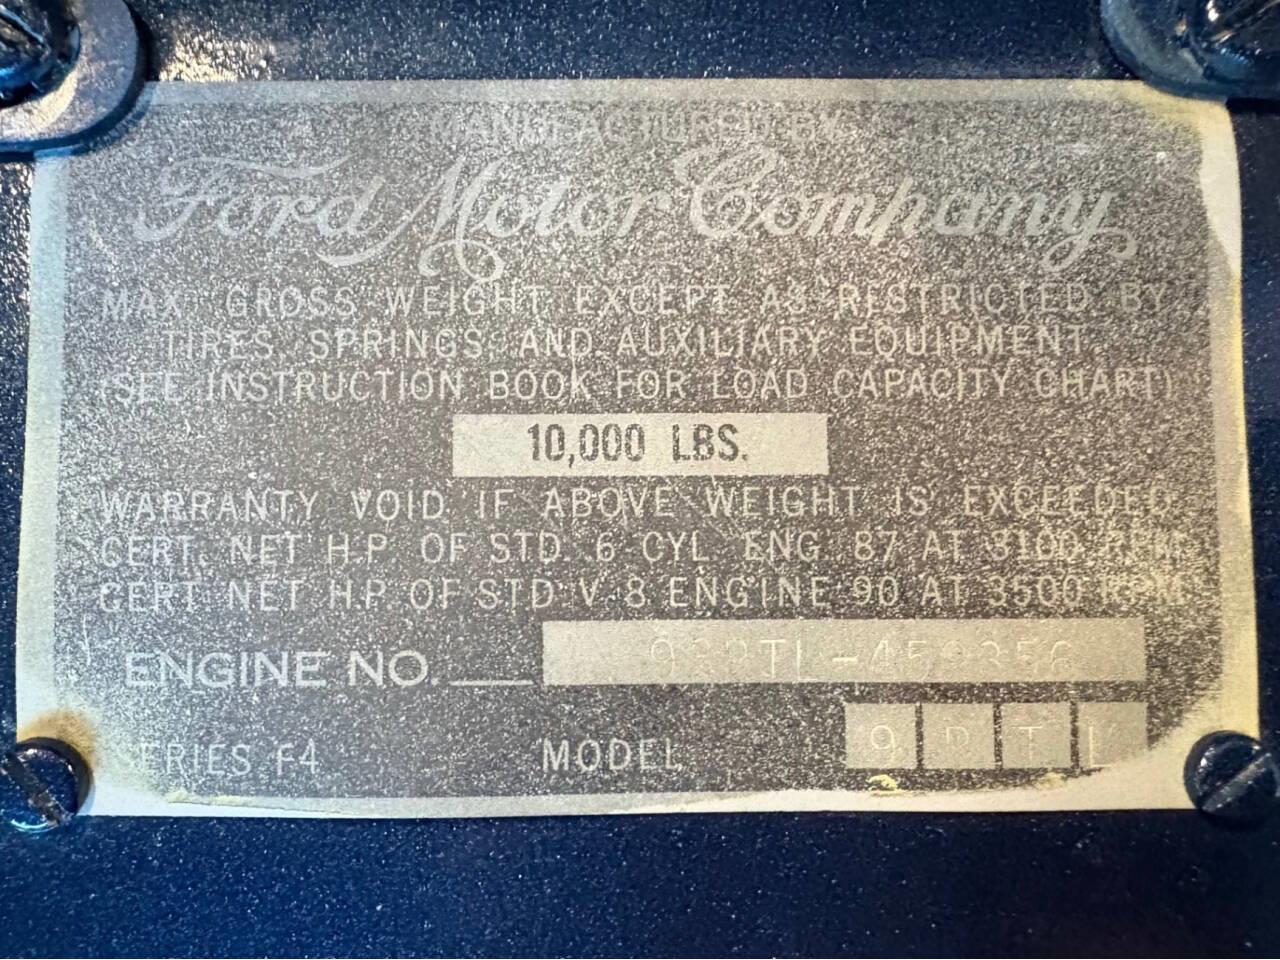 MANUFACTURED BY
Ford Motor Company
MAX. GROSS WEIGHT EXCEPT AS RESTRICTED BY
TIRES, SPRINGS AND AUXILIARY EQUIPMENT.
(SEE INSTRUCTION BOOK FOR LOAD CAPACITY CHART)
10,000 LBS.
WARRANTY VOID IF ABOVE WEIGHT IS EXCEEDED
CERT. NET H.P. OF STD. 6 CYL. ENG. 87 AT 3100 RPM
CERT. NET H.P. OF STD V-8 ENGINE 90 AT 3500 RPM
ENGINE NO.
SERIES F4 MODEL 9 R T L